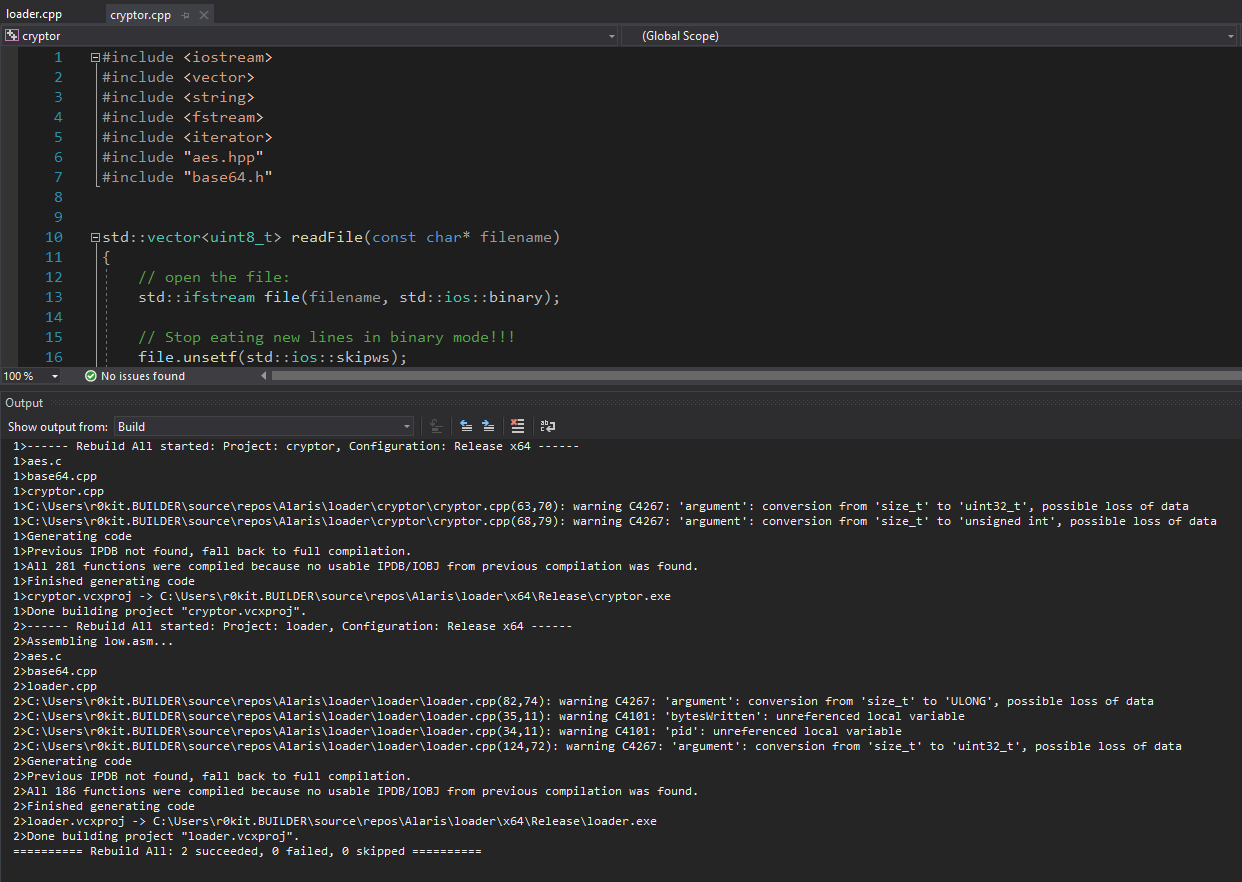 loader.cpp cryptor.cpp
cryptor (Global Scope)
1 #include <iostream>
2 #include <vector>
3 #include <string>
4 #include <fstream>
5 #include <iterator>
6 #include "aes.hpp"
7 #include "base64.h"
8
9
10 std::vector<uint8_t> readFile(const char* filename)
11 {
12 // open the file:
13 std::ifstream file(filename, std::ios::binary);
14
15 // Stop eating new lines in binary mode!!!
16 file.unsetf(std::ios::skipws);
100 % No issues found
Output
Show output from: Build
1>------ Rebuild All started: Project: cryptor, Configuration: Release x64 ------
1>aes.c
1>base64.cpp
1>cryptor.cpp
1>C:\Users\r0kit.BUILDER\source\repos\Alaris\loader\cryptor\cryptor.cpp(63,70): warning C4267: 'argument': conversion from 'size_t' to 'uint32_t', possible loss of data
1>C:\Users\r0kit.BUILDER\source\repos\Alaris\loader\cryptor\cryptor.cpp(68,79): warning C4267: 'argument': conversion from 'size_t' to 'unsigned int', possible loss of data
1>Generating code
1>Previous IPDB not found, fall back to full compilation.
1>All 281 functions were compiled because no usable IPDB/IOBJ from previous compilation was found.
1>Finished generating code
1>cryptor.vcxproj -> C:\Users\r0kit.BUILDER\source\repos\Alaris\loader\x64\Release\cryptor.exe
1>Done building project "cryptor.vcxproj".
2>------ Rebuild All started: Project: loader, Configuration: Release x64 ------
2>Assembling low.asm...
2>aes.c
2>base64.cpp
2>loader.cpp
2>C:\Users\r0kit.BUILDER\source\repos\Alaris\loader\loader\loader.cpp(82,74): warning C4267: 'argument': conversion from 'size_t' to 'ULONG', possible loss of data
2>C:\Users\r0kit.BUILDER\source\repos\Alaris\loader\loader\loader.cpp(35,11): warning C4101: 'bytesWritten': unreferenced local variable
2>C:\Users\r0kit.BUILDER\source\repos\Alaris\loader\loader\loader.cpp(34,11): warning C4101: 'pid': unreferenced local variable
2>C:\Users\r0kit.BUILDER\source\repos\Alaris\loader\loader\loader.cpp(124,72): warning C4267: 'argument': conversion from 'size_t' to 'uint32_t', possible loss of data
2>Generating code
2>Previous IPDB not found, fall back to full compilation.
2>All 186 functions were compiled because no usable IPDB/IOBJ from previous compilation was found.
2>Finished generating code
2>loader.vcxproj -> C:\Users\r0kit.BUILDER\source\repos\Alaris\loader\x64\Release\loader.exe
2>Done building project "loader.vcxproj".
========== Rebuild All: 2 succeeded, 0 failed, 0 skipped ==========